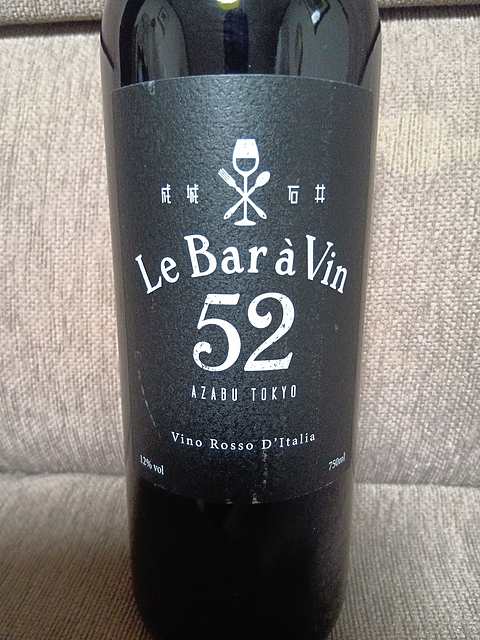 成城 石井
Le Bar à Vin
52
AZABU TOKYO
Vino Rosso D'Italia
12% vol
750ml